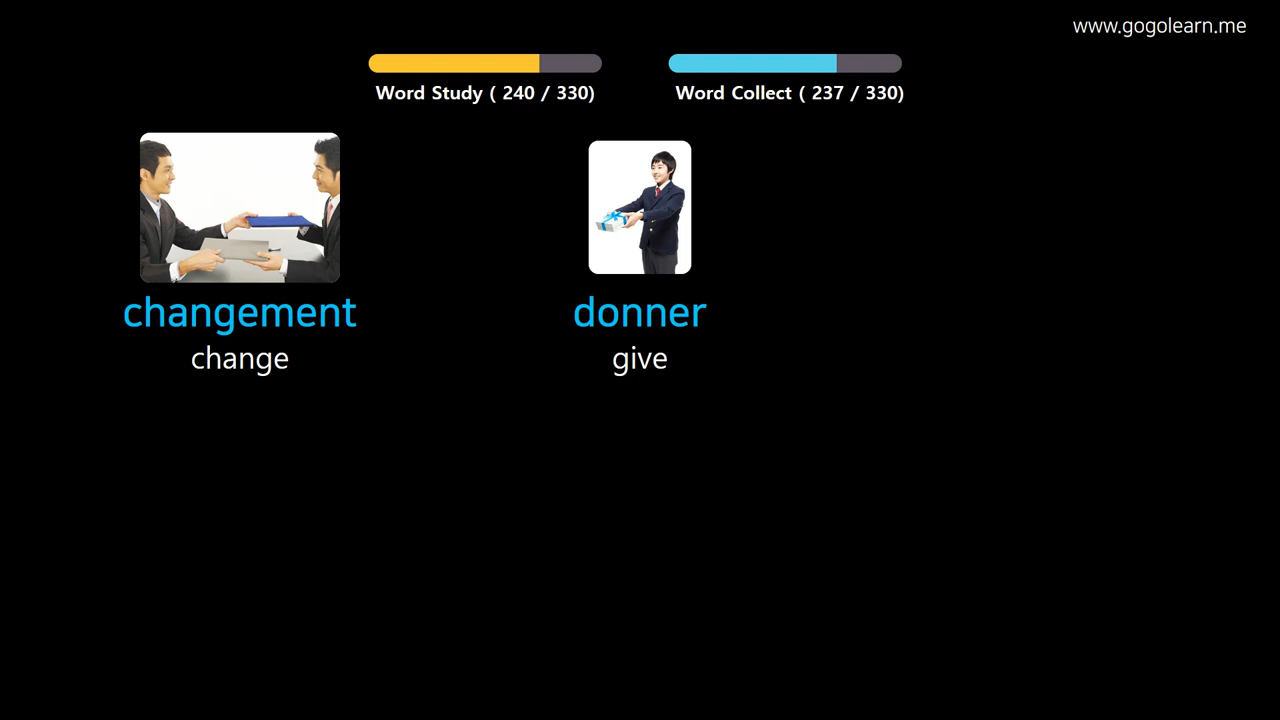 www.gogolearn.me
Word Study ( 240 / 330)
Word Collect ( 237 / 330)
changement
change
donner
give